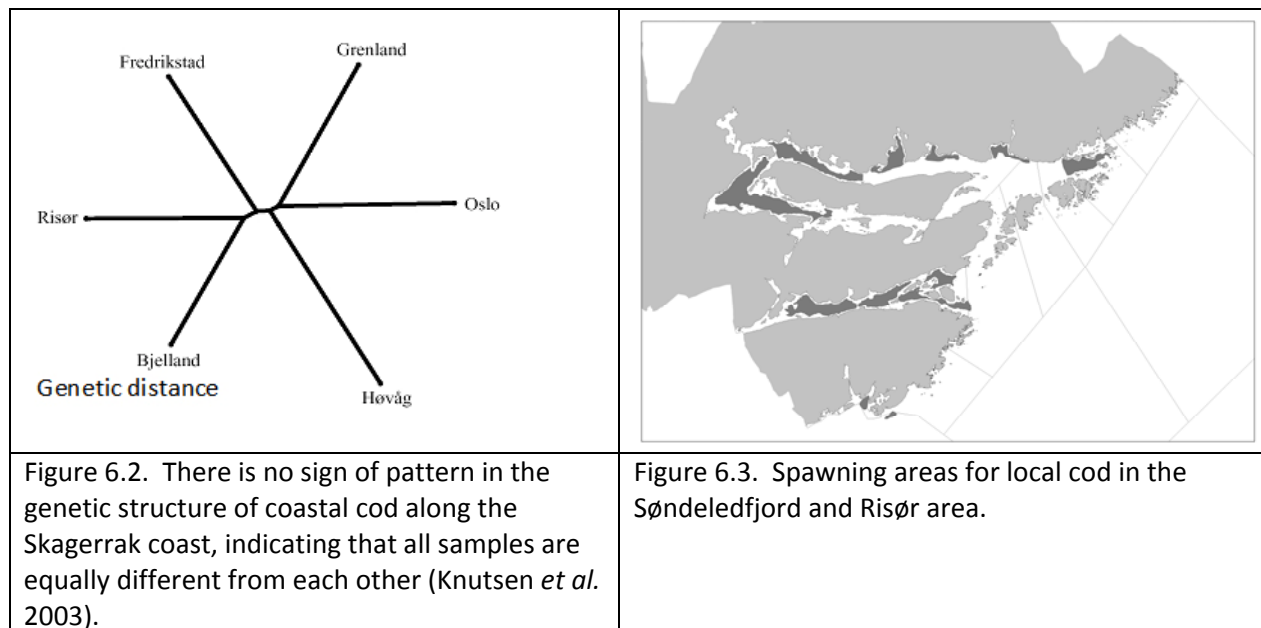 Grenland
Fredrikstad
Risør
Oslo
Bjelland
Genetic distance
Høvåg
Figure 6.2.  There is no sign of pattern in the
genetic structure of coastal cod along the
Skagerrak coast, indicating that all samples are
equally different from each other (Knutsen et al.
2003).
Figure 6.3.  Spawning areas for local cod in the
Søndeledfjord and Risør area.